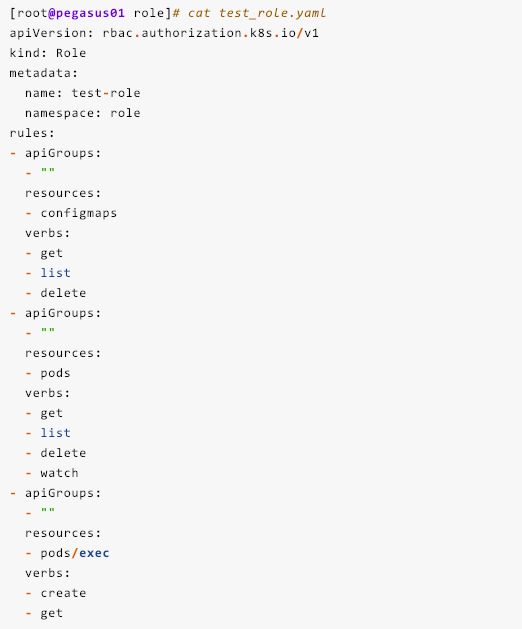 [root@pegasus01 role]# cat test_role.yaml
apiVersion: rbac.authorization.k8s.io/v1
kind: Role
metadata:
  name: test-role
  namespace: role
rules:
- apiGroups:
  - ""
  resources:
  - configmaps
  verbs:
  - get
  - list
  - delete
- apiGroups:
  - ""
  resources:
  - pods
  verbs:
  - get
  - list
  - delete
  - watch
- apiGroups:
  - ""
  resources:
  - pods/exec
  verbs:
  - create
  - get